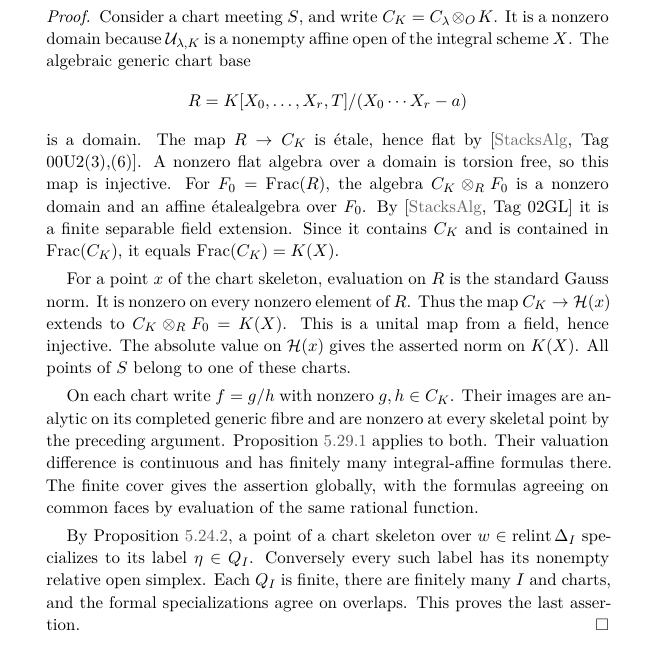 Proof. Consider a chart meeting S, and write C_K = C_λ ⊗_O K. It is a nonzero
domain because 𝒰_{λ,K} is a nonempty affine open of the integral scheme X. The
algebraic generic chart base
R = K[X_0, …, X_r, T]/(X_0 ⋯ X_r − a)
is a domain. The map R → C_K is étale, hence flat by [StacksAlg, Tag
00U2(3),(6)]. A nonzero flat algebra over a domain is torsion free, so this
map is injective. For F_0 = Frac(R), the algebra C_K ⊗_R F_0 is a nonzero
domain and an affine étalealgebra over F_0. By [StacksAlg, Tag 02GL] it is
a finite separable field extension. Since it contains C_K and is contained in
Frac(C_K), it equals Frac(C_K) = K(X).
For a point x of the chart skeleton, evaluation on R is the standard Gauss
norm. It is nonzero on every nonzero element of R. Thus the map C_K → ℋ(x)
extends to C_K ⊗_R F_0 = K(X). This is a unital map from a field, hence
injective. The absolute value on ℋ(x) gives the asserted norm on K(X). All
points of S belong to one of these charts.
On each chart write f = g/h with nonzero g, h ∈ C_K. Their images are an-
alytic on its completed generic fibre and are nonzero at every skeletal point by
the preceding argument. Proposition 5.29.1 applies to both. Their valuation
difference is continuous and has finitely many integral-affine formulas there.
The finite cover gives the assertion globally, with the formulas agreeing on
common faces by evaluation of the same rational function.
By Proposition 5.24.2, a point of a chart skeleton over w ∈ relint Δ_I spe-
cializes to its label η ∈ Q_I. Conversely every such label has its nonempty
relative open simplex. Each Q_I is finite, there are finitely many I and charts,
and the formal specializations agree on overlaps. This proves the last asser-
tion. □